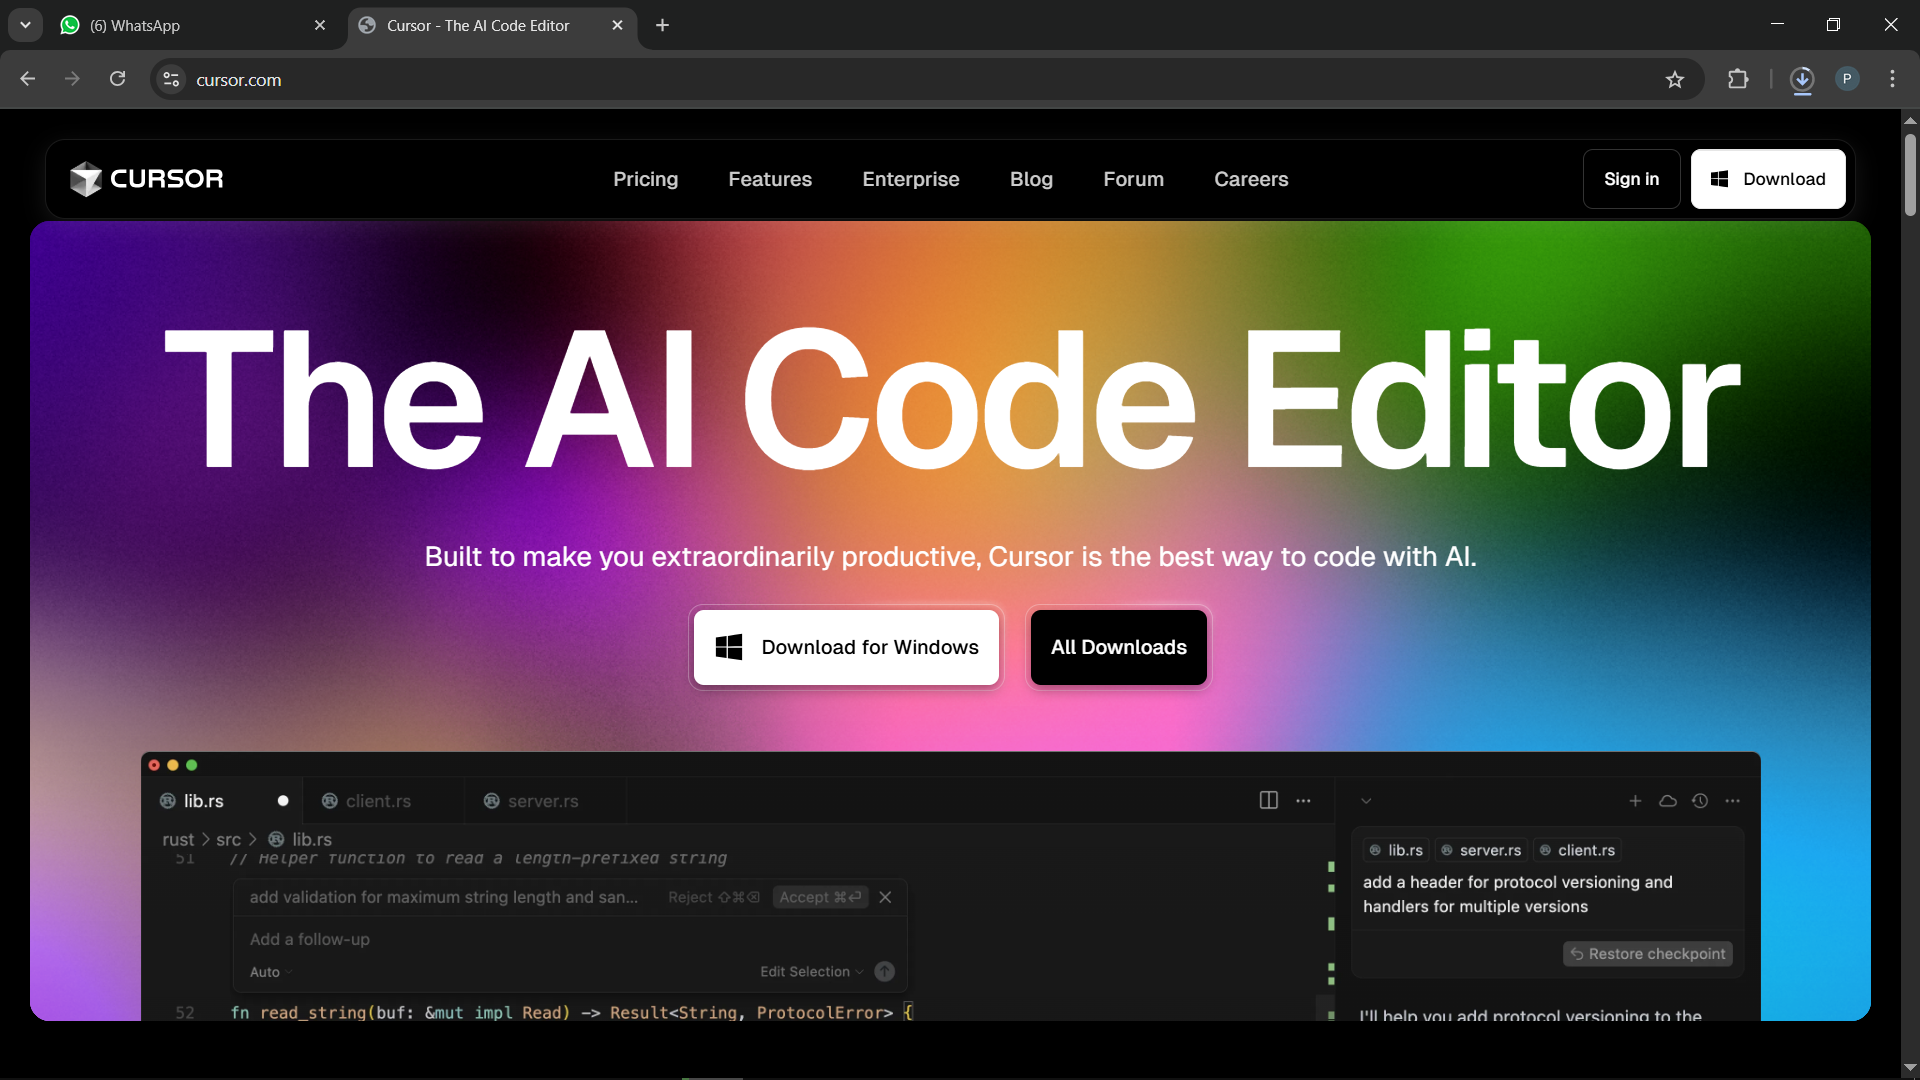 (6) WhatsApp
Cursor - The AI Code Editor
cursor.com
P
CURSOR
Pricing
Features
Enterprise
Blog
Forum
Careers
Sign in
Download
The AI Code Editor
Built to make you extraordinarily productive, Cursor is the best way to code with AI.
Download for Windows
All Downloads
lib.rs
client.rs
server.rs
rust > src > lib.rs
51 // Helper function to read a length-prefixed string
add validation for maximum string length and san...
Reject ⇧⌘⌫
Accept ⌘⏎
Add a follow-up
Auto
Edit Selection
52 fn read_string(buf: &mut impl Read) -> Result<String, ProtocolError> {
lib.rs
server.rs
client.rs
add a header for protocol versioning and
handlers for multiple versions
Restore checkpoint
I'll help you add protocol versioning to the